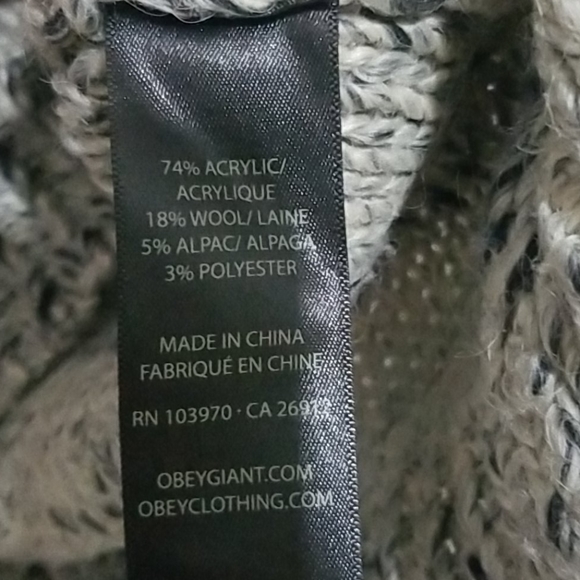 74% ACRYLIC/
ACRYLIQUE
18% WOOL/ LAINE
5% ALPAC/ ALPAGA
3% POLYESTER
MADE IN CHINA
FABRIQUÉ EN CHINE
RN 103970 · CA
OBEYGIANT.COM
OBEYCLOTHING.COM